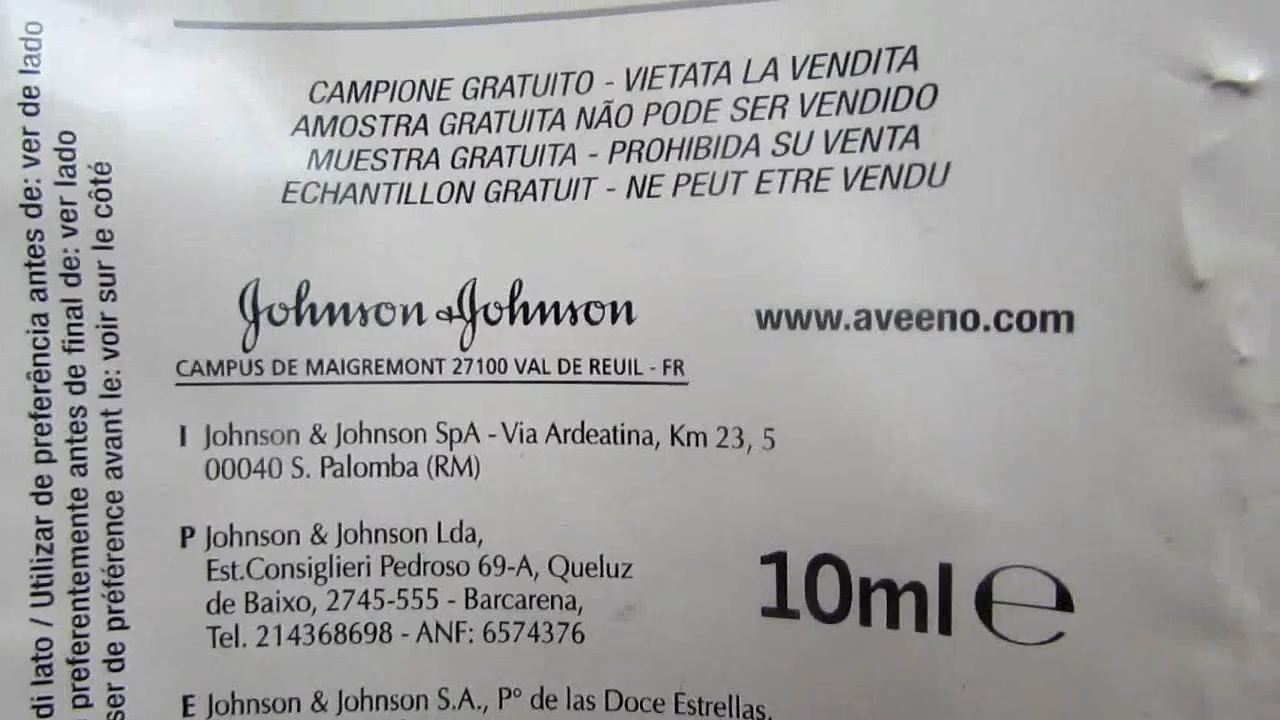 CAMPIONE GRATUITO - VIETATA LA VENDITA
AMOSTRA GRATUITA NÃO PODE SER VENDIDO
MUESTRA GRATUITA - PROHIBIDA SU VENTA
ECHANTILLON GRATUIT - NE PEUT ETRE VENDU
Johnson & Johnson
www.aveeno.com
CAMPUS DE MAIGREMONT 27100 VAL DE REUIL - FR
I Johnson & Johnson SpA - Via Ardeatina, Km 23, 5
00040 S. Palomba (RM)
P Johnson & Johnson Lda,
Est.Consiglieri Pedroso 69-A, Queluz
de Baixo, 2745-555 - Barcarena,
Tel. 214368698 - ANF: 6574376
10ml e
E Johnson & Johnson S.A., Pº de las Doce Estrellas,
di lato / Utilizar de preferência antes de: ver de lado
preferentemente antes de final de: ver lado
ser de préférence avant le: voir sur le côté